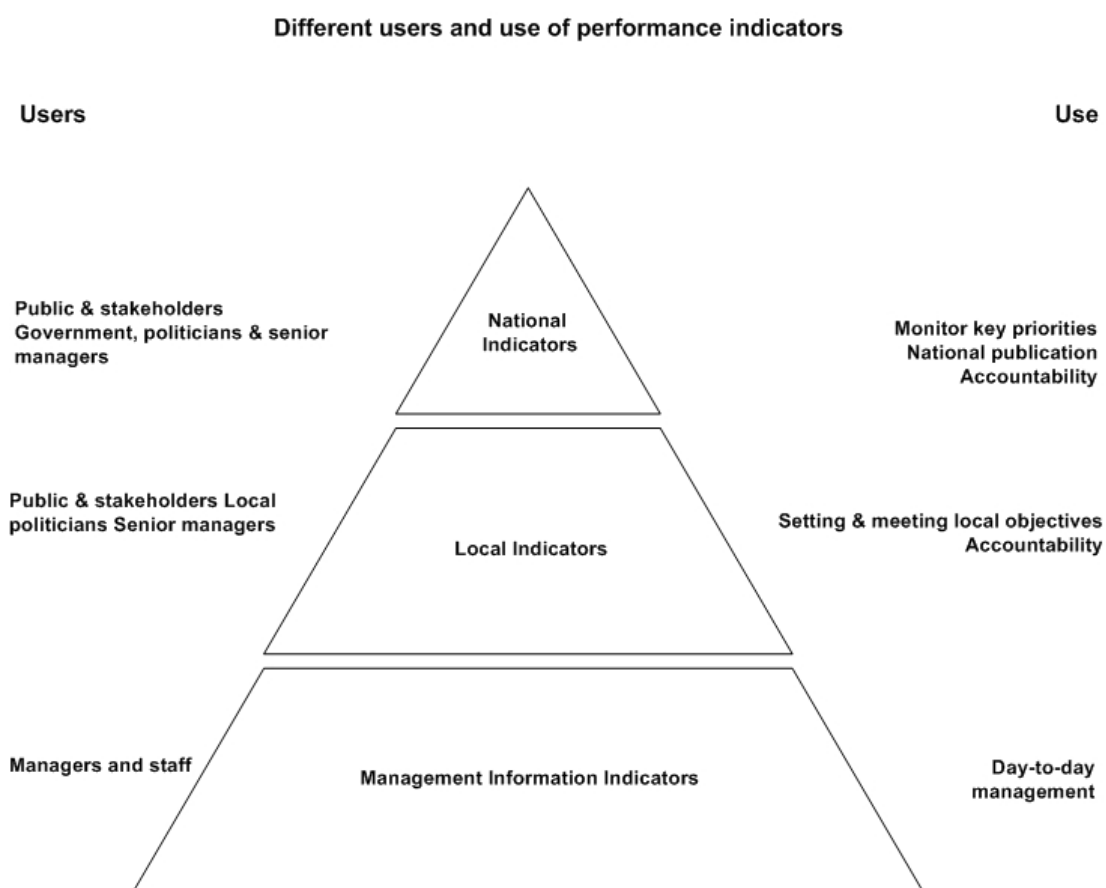 Different users and use of performance indicators
Users
Use
Public & stakeholders
Government, politicians & senior
managers
National
Indicators
Monitor key priorities
National publication
Accountability
Public & stakeholders Local
politicians Senior managers
Local Indicators
Setting & meeting local objectives
Accountability
Managers and staff
Management Information Indicators
Day-to-day
management